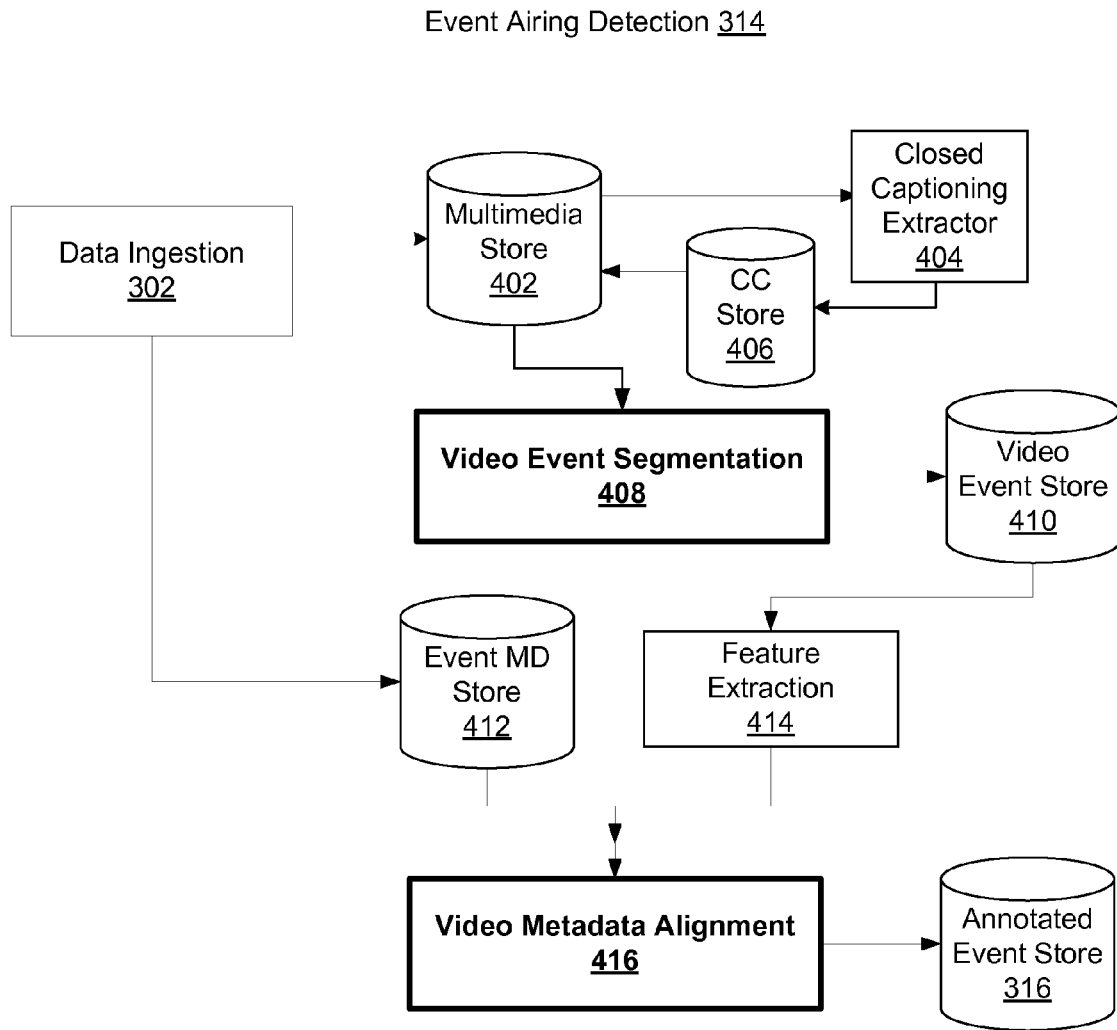 Event Airing Detection 314
Closed
Captioning
Extractor
404
Multimedia
Store
402
Data Ingestion
302
CC
Store
406
Video Event Segmentation
408
Video
Event Store
410
Event MD
Store
412
Feature
Extraction
414
Video Metadada Alignment
416
Annotated
Event Store
316